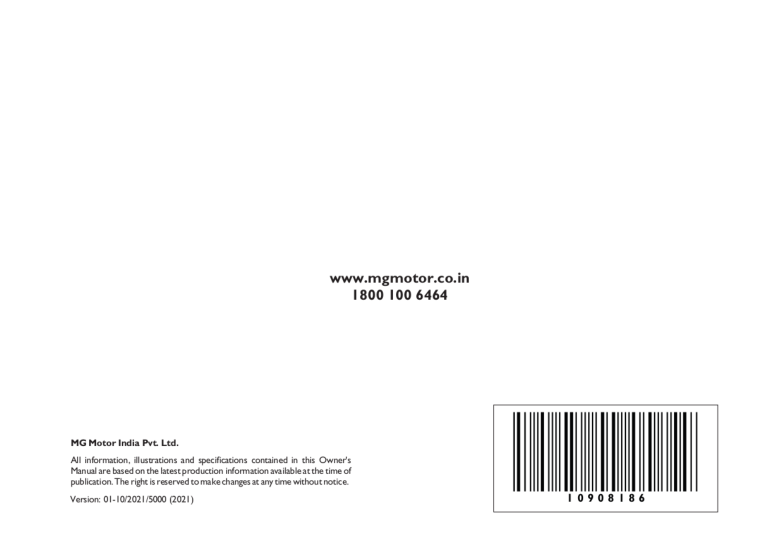 www.mgmotor.co.in
1800 100 6464
MG Motor India Pvt. Ltd.
All information, illustrations and specifications contained in this Owner's
Manual are based on the latest production information available at the time of
publication. The right is reserved to make changes at any time without notice.
Version: 01-10/2021/5000 (2021)
10908186